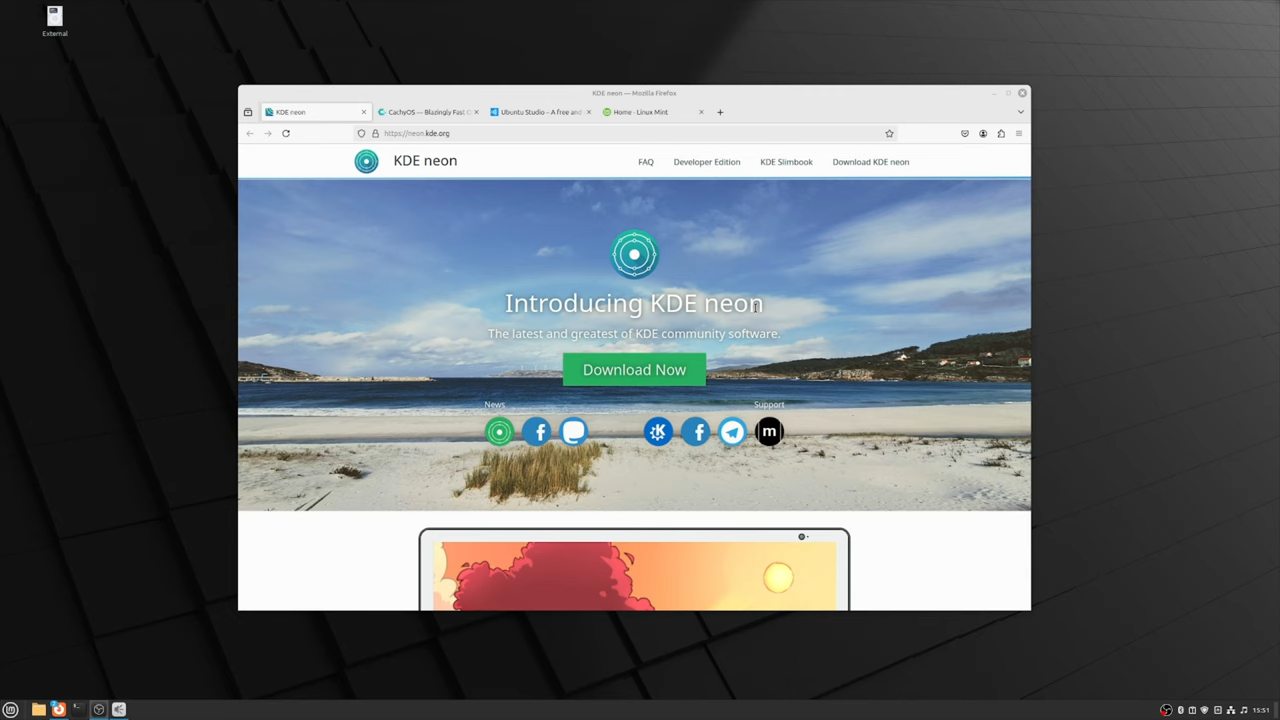 External
KDE neon — Mozilla Firefox
KDE neon
CachyOS — Blazingly Fast
Ubuntu Studio – A free and
Home - Linux Mint
https://neon.kde.org
KDE neon
FAQ
Developer Edition
KDE Slimbook
Download KDE neon
Introducing KDE neon
The latest and greatest of KDE community software.
Download Now
News
Support
15:51